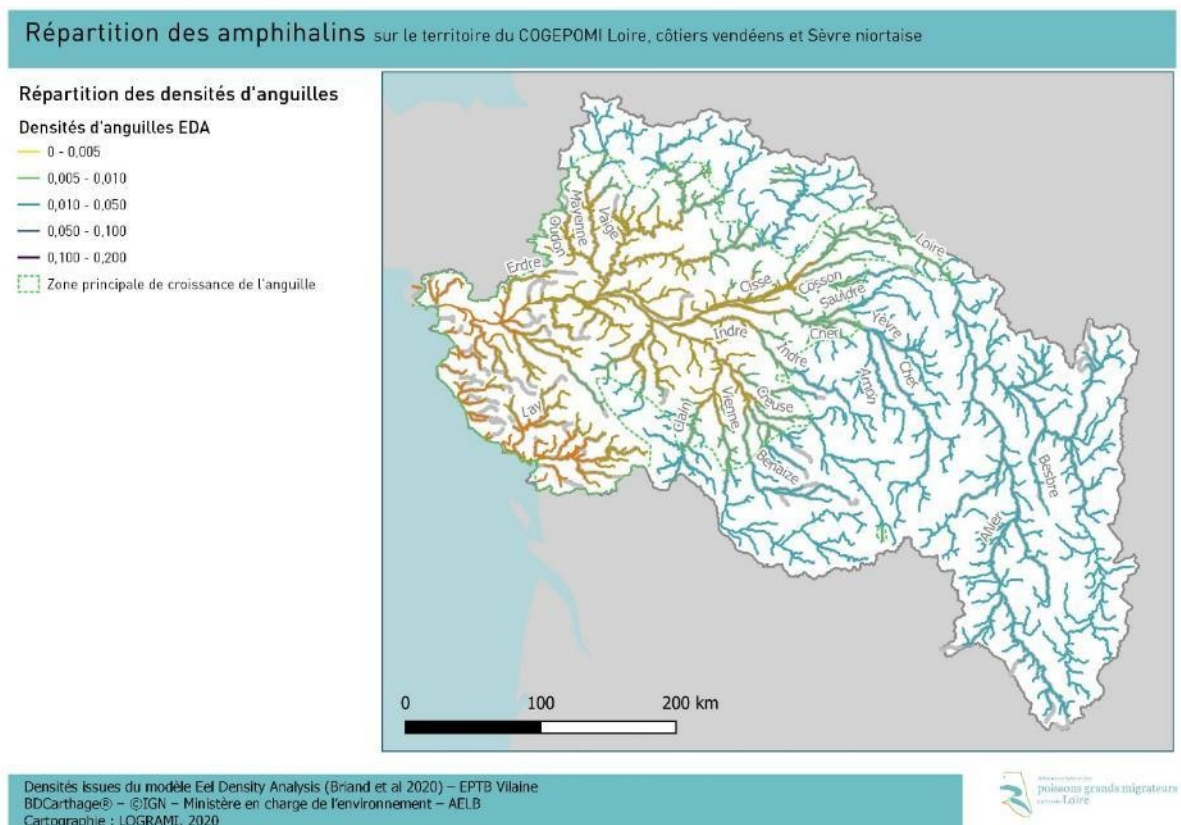 Répartition des amphihalins sur le territoire du COGEPOMI Loire, côtiers vendéens et Sèvre niortaise
Répartition des densités d'anguilles
Densités d'anguilles EDA
0 - 0,005
0,005 - 0,010
0,010 - 0,050
0,050 - 0,100
0,100 - 0,200
Zone principale de croissance de l'anguille
Oudon
Mayenne
Vaige
Erdre
Loire
Cisse
Cosson
Sauldre
Yèvre
Cher
Indre
Indre
Arnon
Cher
Creuse
Vienne
Clain
Lay
Benaize
Besbre
Allier
0 100 200 km
Densités issues du modèle Eel Density Analysis (Briand et al 2020) – EPTB Vilaine
BDCarthage® – ©IGN – Ministère en charge de l'environnement – AELB
Cartographie : LOGRAMI, 2020
poissons grands migrateurs
Loire